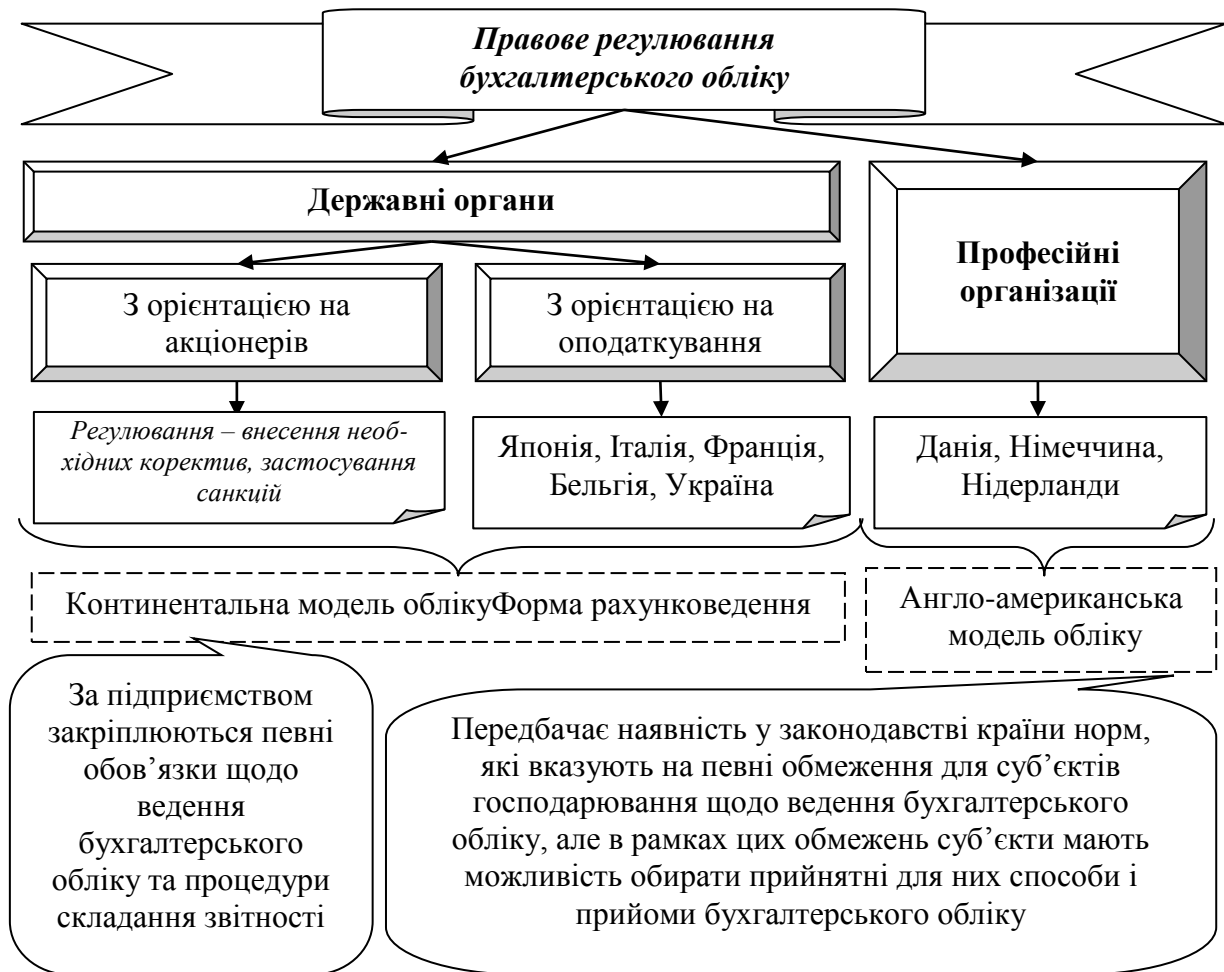 Правове регулювання
бухгалтерського обліку
Державні органи
Професійні
організації
З орієнтацією на
акціонерів
З орієнтацією на
оподаткування
Регулювання – внесення необ-
хідних коректив, застосування
санкцій
Японія, Італія, Франція,
Бельгія, Україна
Данія, Німеччина,
Нідерланди
Континентальна модель облікуФорма рахунковедення
Англо-американська
модель обліку
За підприємством
закріплюються певні
обов’язки щодо
ведення
бухгалтерського
обліку та процедури
складання звітності
Передбачає наявність у законодавстві країни норм,
які вказують на певні обмеження для суб’єктів
господарювання щодо ведення бухгалтерського
обліку, але в рамках цих обмежень суб’єкти мають
можливість обирати прийнятні для них способи і
прийоми бухгалтерського обліку